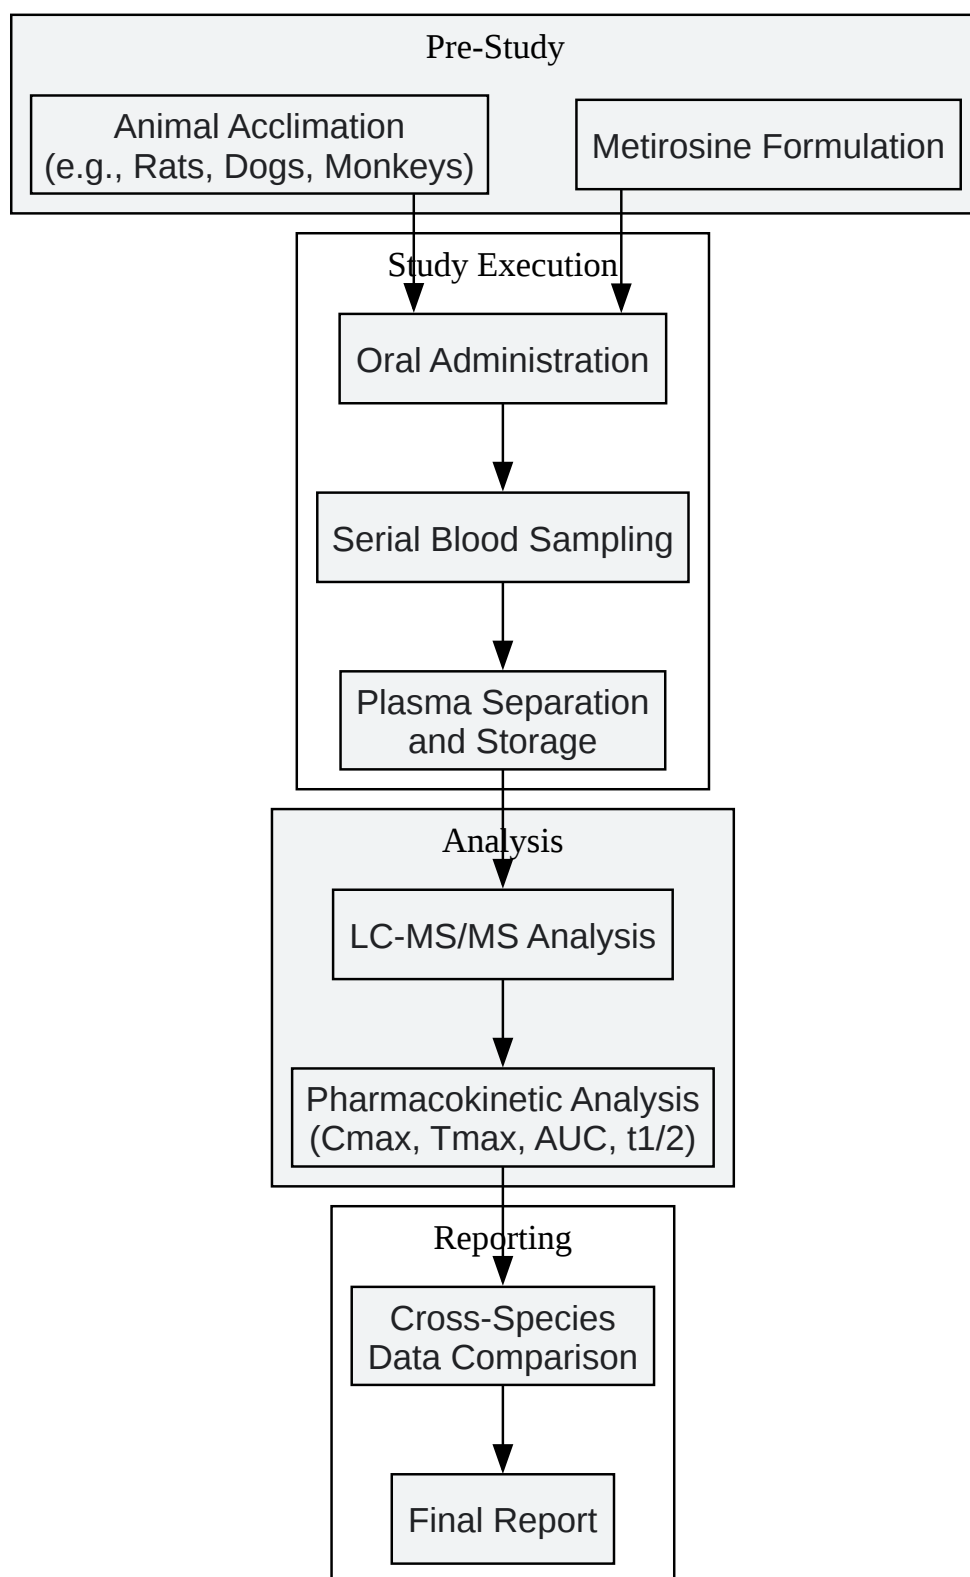 Pre-Study
Animal Acclimation
(e.g., Rats, Dogs, Monkeys)
Metirosine Formulation
Study Execution
Oral Administration
Serial Blood Sampling
Plasma Separation
and Storage
Analysis
LC-MS/MS Analysis
Pharmacokinetic Analysis
(Cmax, Tmax, AUC, t1/2)
Reporting
Cross-Species
Data Comparison
Final Report